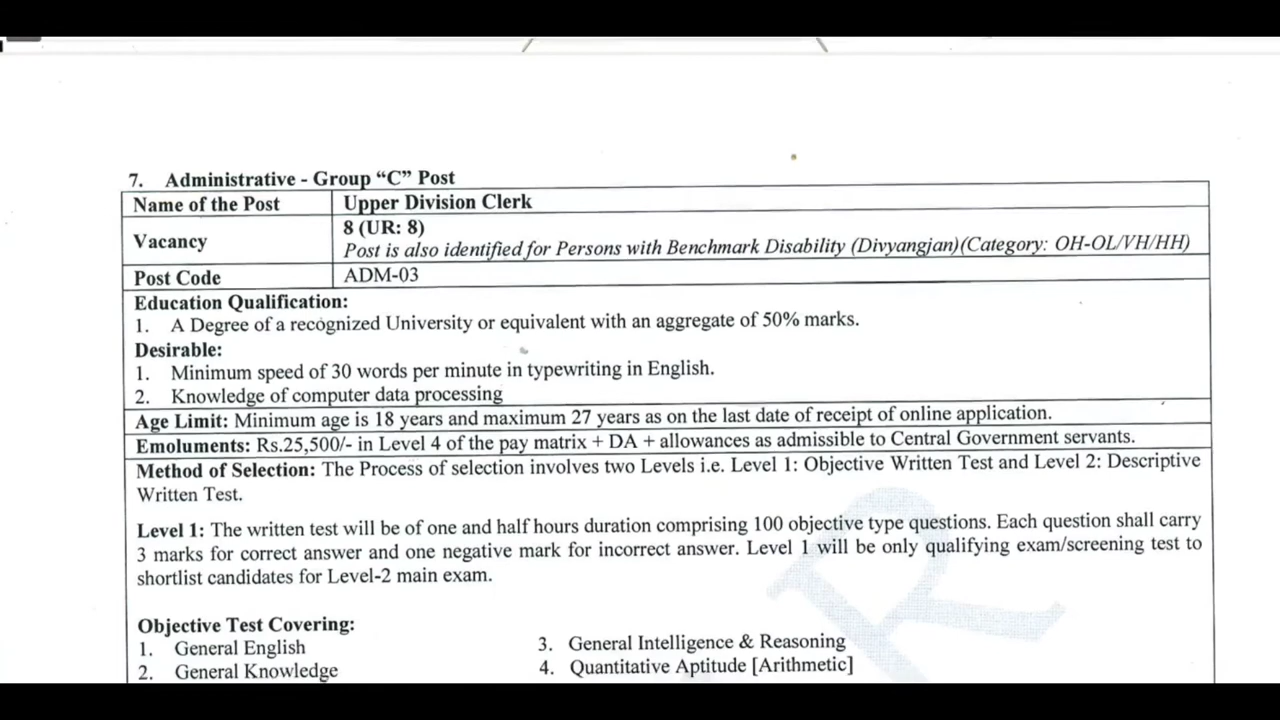 7. Administrative - Group “C” Post
Name of the Post Upper Division Clerk
Vacancy 8 (UR: 8)
Post is also identified for Persons with Benchmark Disability (Divyangjan)(Category: OH-OL/VH/HH)
Post Code ADM-03
Education Qualification:
1. A Degree of a recognized University or equivalent with an aggregate of 50% marks.
Desirable:
1. Minimum speed of 30 words per minute in typewriting in English.
2. Knowledge of computer data processing
Age Limit: Minimum age is 18 years and maximum 27 years as on the last date of receipt of online application.
Emoluments: Rs.25,500/- in Level 4 of the pay matrix + DA + allowances as admissible to Central Government servants.
Method of Selection: The Process of selection involves two Levels i.e. Level 1: Objective Written Test and Level 2: Descriptive
Written Test.
Level 1: The written test will be of one and half hours duration comprising 100 objective type questions. Each question shall carry
3 marks for correct answer and one negative mark for incorrect answer. Level 1 will be only qualifying exam/screening test to
shortlist candidates for Level-2 main exam.
Objective Test Covering:
1. General English
2. General Knowledge
3. General Intelligence & Reasoning
4. Quantitative Aptitude [Arithmetic]
R